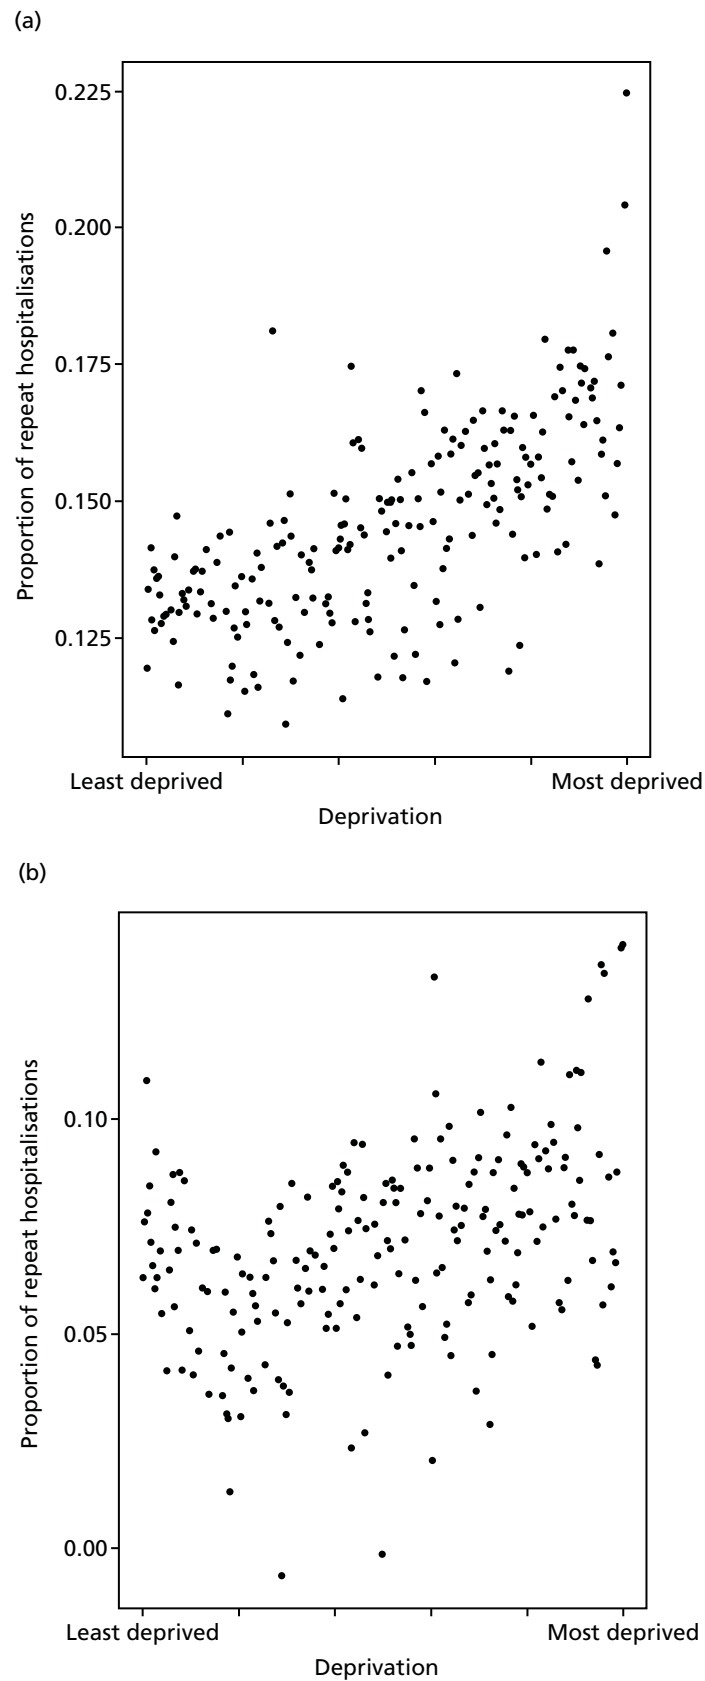 (a)
0.225
0.200
0.175
0.150
0.125
Proportion of repeat hospitalisations
Least deprived
Most deprived
Deprivation
(b)
0.10
0.05
0.00
Proportion of repeat hospitalisations
Least deprived
Most deprived
Deprivation